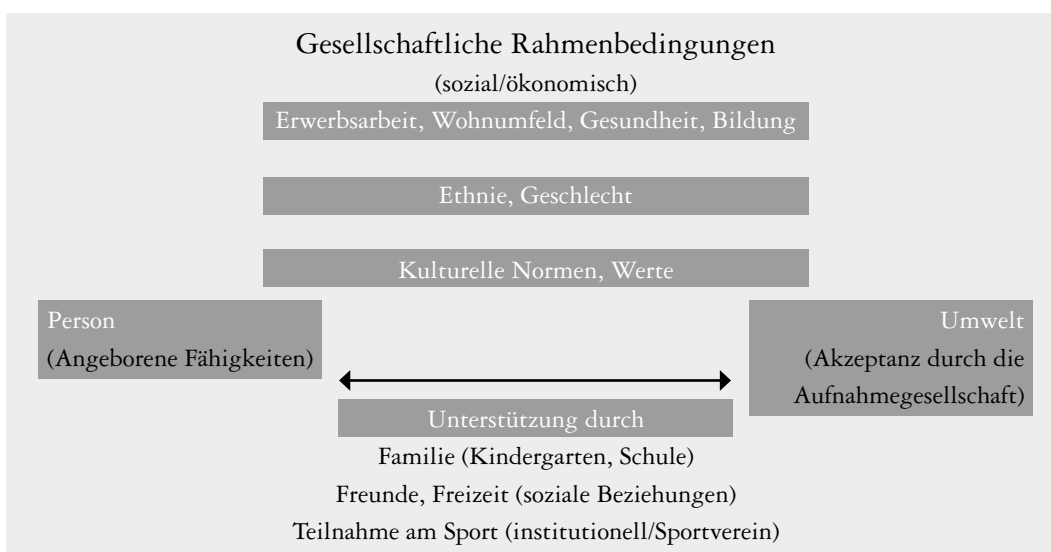 Gesellschaftliche Rahmenbedingungen
(sozial/ökonomisch)
Erwerbsarbeit, Wohnumfeld, Gesundheit, Bildung
Ethnie, Geschlecht
Kulturelle Normen, Werte
Person
(Angeborene Fähigkeiten)
Umwelt
(Akzeptanz durch die
Aufnahmegesellschaft)
Unterstützung durch
Familie (Kindergarten, Schule)
Freunde, Freizeit (soziale Beziehungen)
Teilnahme am Sport (institutionell/Sportverein)